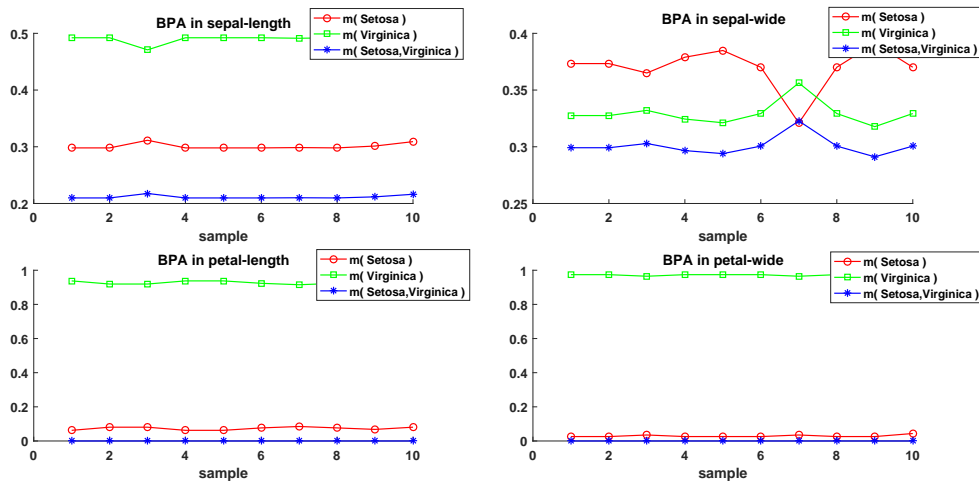 BPA in sepal-length
m( Setosa )
m( Virginica )
m( Setosa,Virginica )
0.5
0.4
0.3
0.2
0
2
4
6
8
10
sample
BPA in sepal-wide
m( Setosa )
m( Virginica )
m( Setosa,Virginica )
0.4
0.35
0.3
0.25
0
2
4
6
8
10
sample
BPA in petal-length
m( Setosa )
m( Virginica )
m( Setosa,Virginica )
1
0.8
0.6
0.4
0.2
0
0
2
4
6
8
10
sample
BPA in petal-wide
m( Setosa )
m( Virginica )
m( Setosa,Virginica )
1
0.8
0.6
0.4
0.2
0
0
2
4
6
8
10
sample